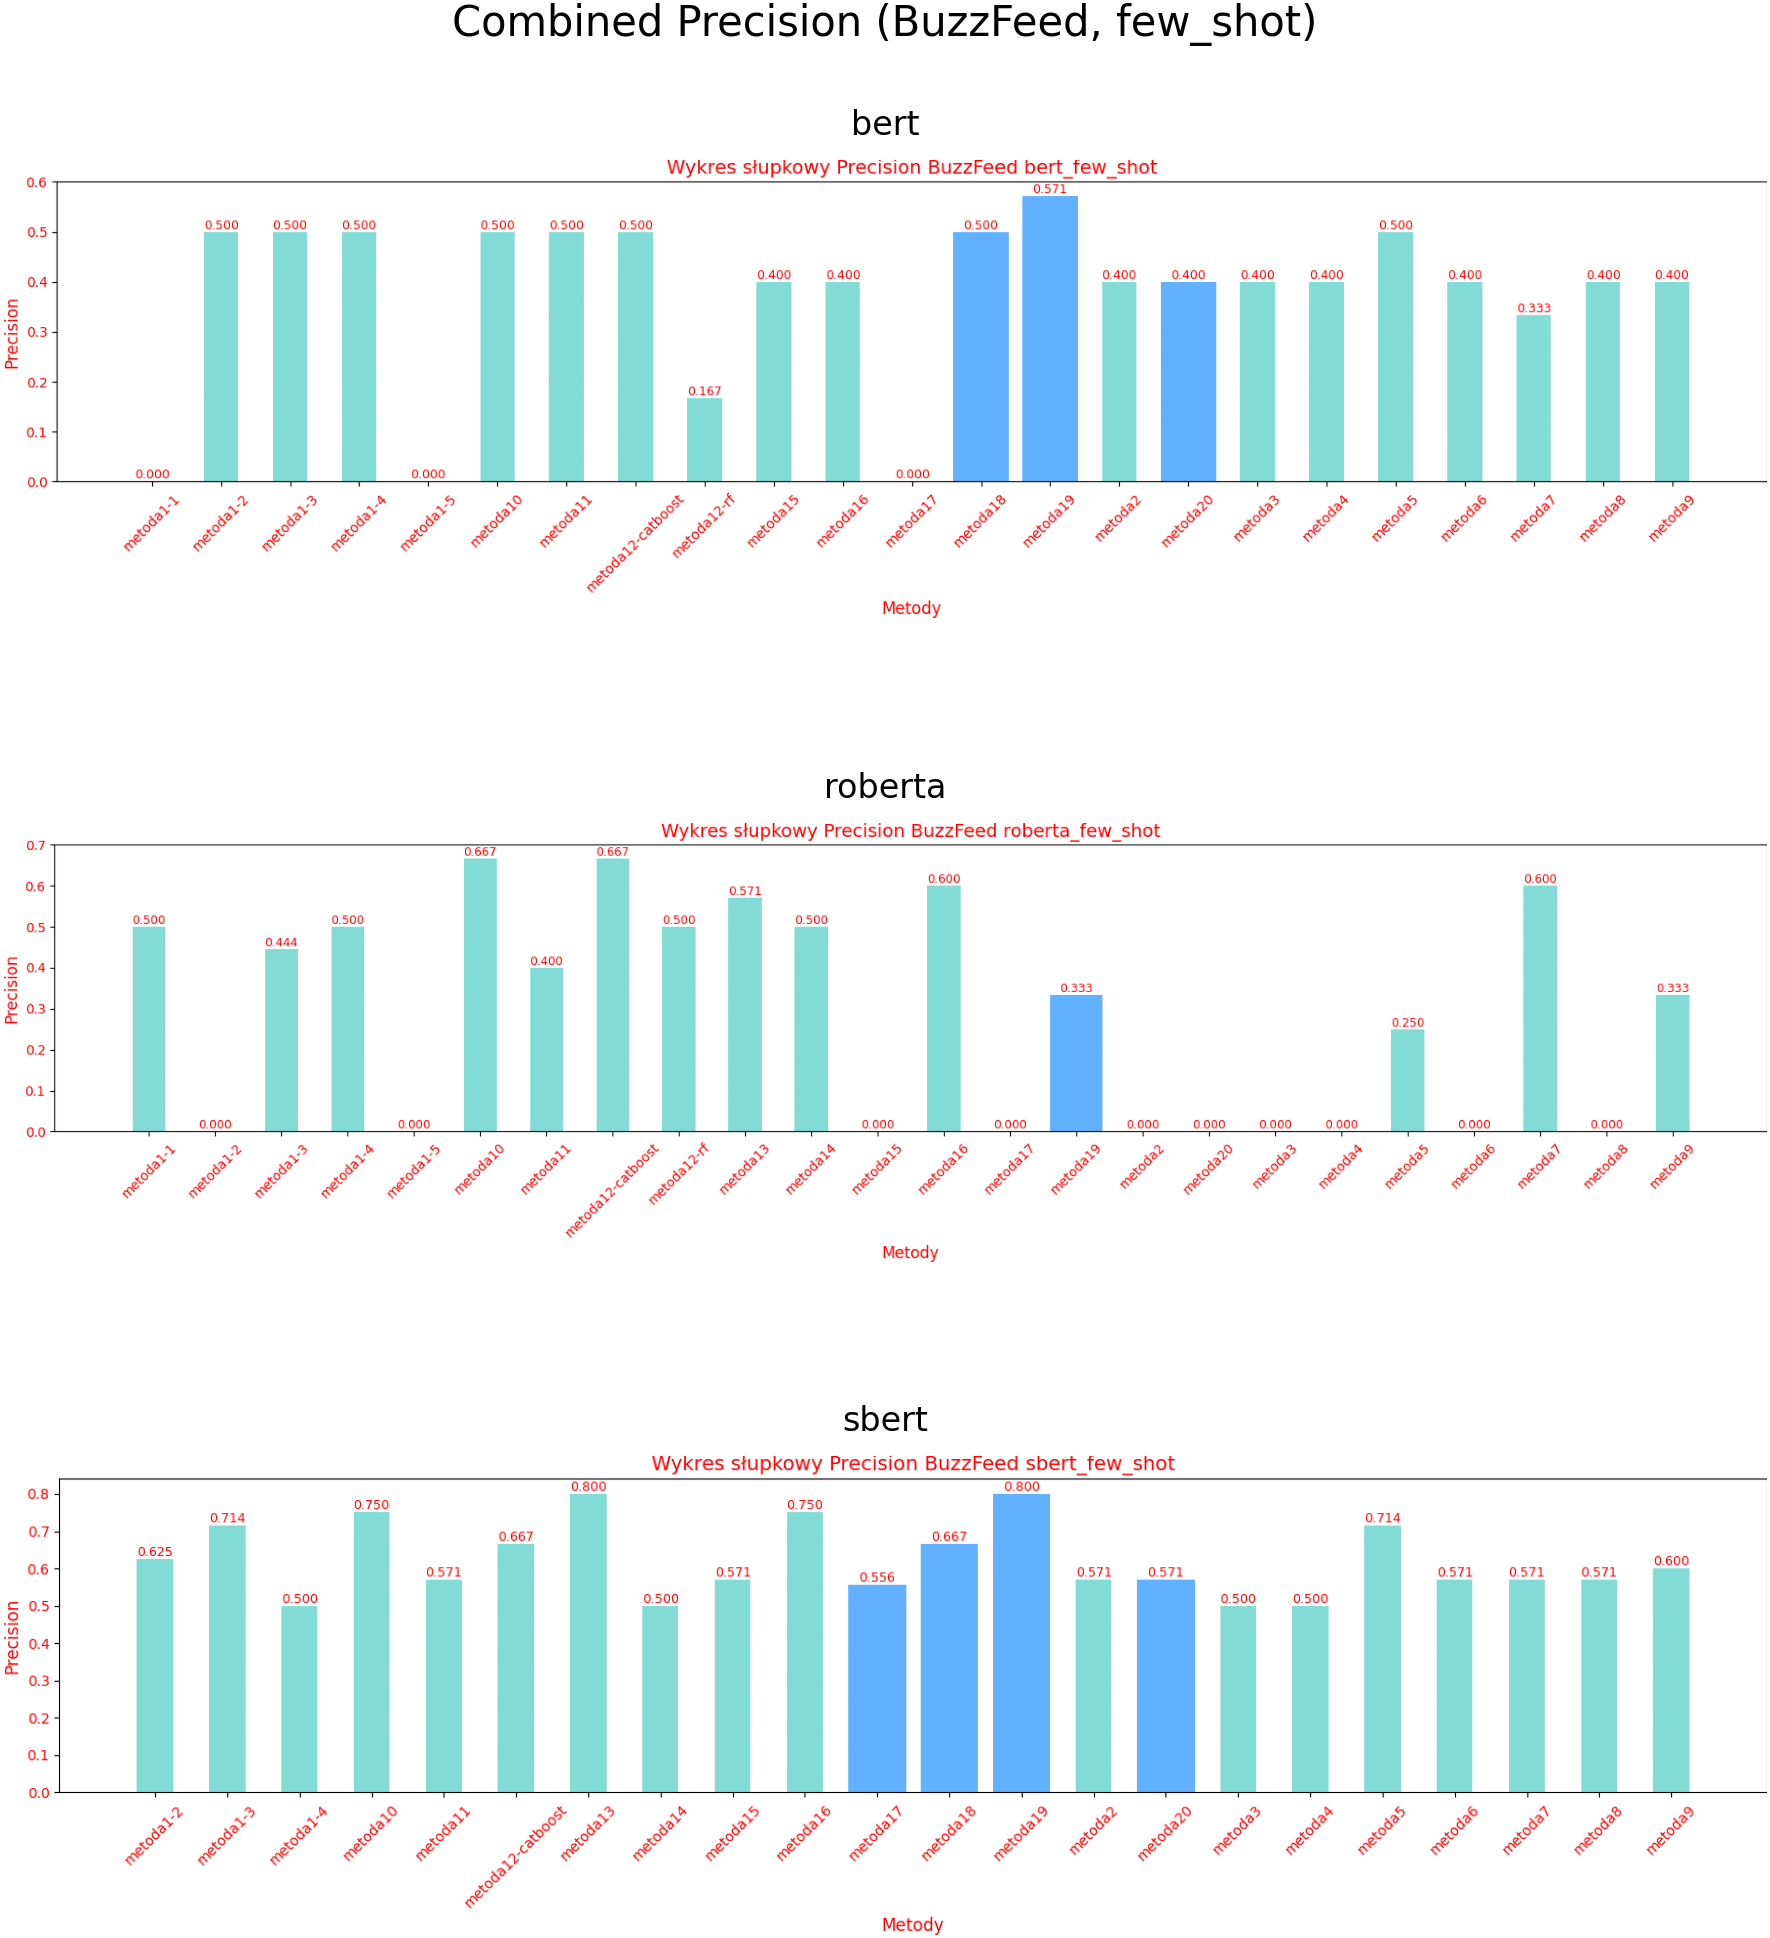 Combined Precision (BuzzFeed, few_shot)
bert
Wykres słupkowy Precision BuzzFeed bert_few_shot
0.6
0.5
0.4
0.3
0.2
0.1
0.0
Precision
0.000 0.500 0.500 0.500 0.000 0.500 0.500 0.500 0.167 0.400 0.400 0.000 0.500 0.571 0.400 0.400 0.400 0.400 0.500 0.400 0.333 0.400 0.400
metoda1-1 metoda1-2 metoda1-3 metoda1-4 metoda1-5 metoda10 metoda11 metoda12-catboost metoda12-rf metoda15 metoda16 metoda17 metoda18 metoda19 metoda2 metoda20 metoda3 metoda4 metoda5 metoda6 metoda7 metoda8 metoda9
Metody
roberta
Wykres słupkowy Precision BuzzFeed roberta_few_shot
0.7
0.6
0.5
0.4
0.3
0.2
0.1
0.0
Precision
0.500 0.000 0.444 0.500 0.000 0.667 0.400 0.667 0.500 0.571 0.500 0.000 0.600 0.000 0.333 0.000 0.000 0.000 0.000 0.250 0.000 0.600 0.000 0.333
metoda1-1 metoda1-2 metoda1-3 metoda1-4 metoda1-5 metoda10 metoda11 metoda12-catboost metoda12-rf metoda13 metoda14 metoda15 metoda16 metoda17 metoda19 metoda2 metoda20 metoda3 metoda4 metoda5 metoda6 metoda7 metoda8 metoda9
Metody
sbert
Wykres słupkowy Precision BuzzFeed sbert_few_shot
0.8
0.7
0.6
0.5
0.4
0.3
0.2
0.1
0.0
Precision
0.625 0.714 0.500 0.750 0.571 0.667 0.800 0.500 0.571 0.750 0.556 0.667 0.800 0.571 0.571 0.500 0.500 0.714 0.571 0.571 0.571 0.600
metoda1-2 metoda1-3 metoda1-4 metoda10 metoda11 metoda12-catboost metoda13 metoda14 metoda15 metoda16 metoda17 metoda18 metoda19 metoda2 metoda20 metoda3 metoda4 metoda5 metoda6 metoda7 metoda8 metoda9
Metody